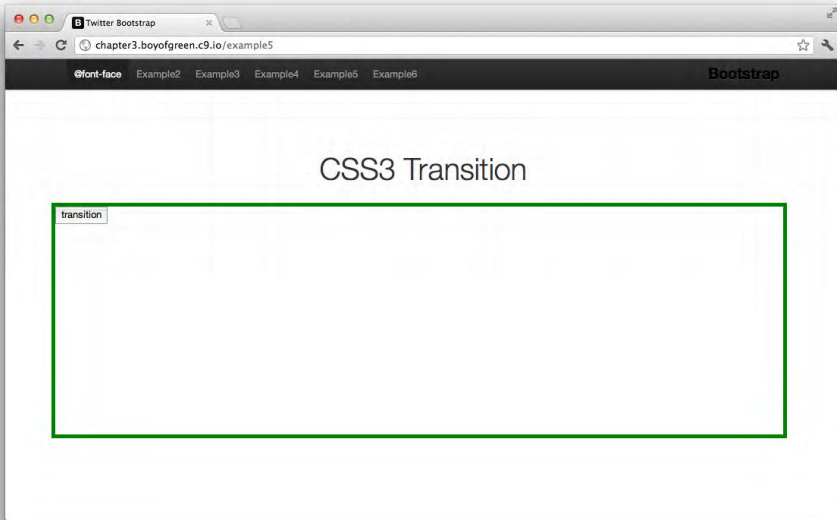 B Twitter Bootstrap
chapter3.boyofgreen.c9.io/example5
@font-face Example2 Example3 Example4 Example5 Example6 Bootstrap
CSS3 Transition
transition